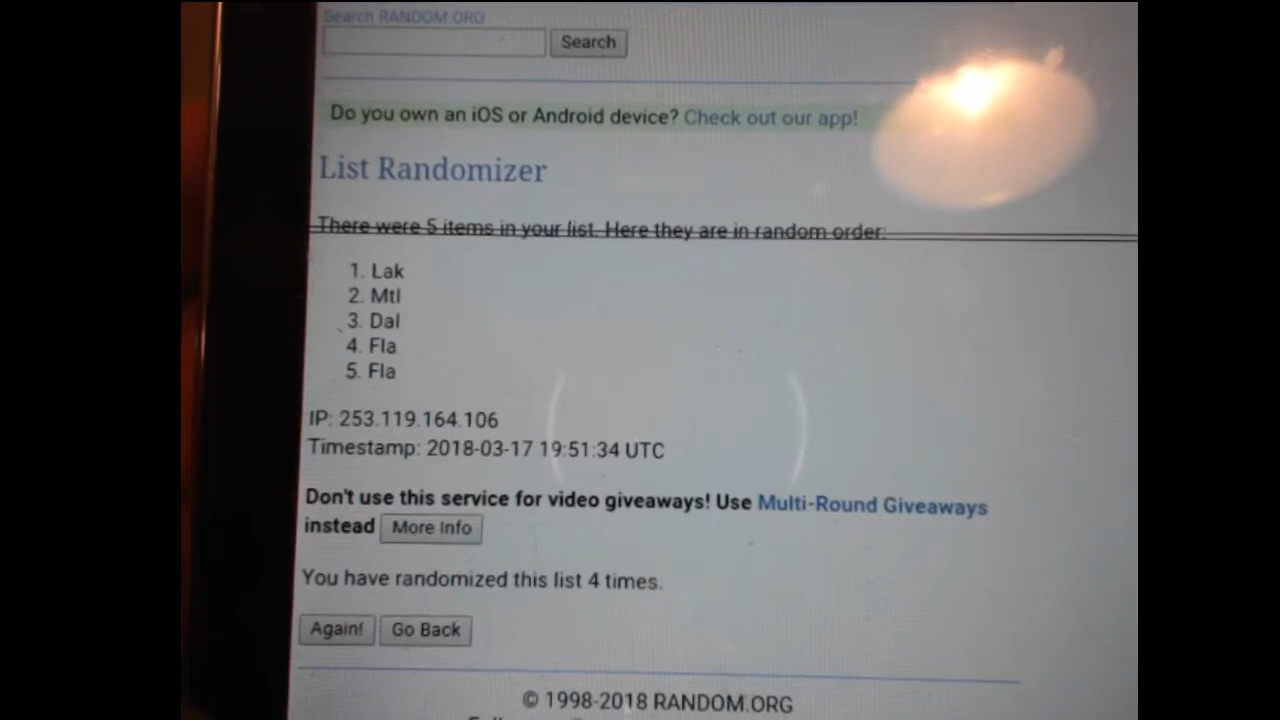 Search RANDOM.ORG
Search
Do you own an iOS or Android device? Check out our app!
List Randomizer
There were 5 items in your list. Here they are in random order:
1. Lak
2. Mtl
3. Dal
4. Fla
5. Fla
IP: 253.119.164.106
Timestamp: 2018-03-17 19:51:34 UTC
Don't use this service for video giveaways! Use Multi-Round Giveaways
instead More Info
You have randomized this list 4 times.
Again! Go Back
© 1998-2018 RANDOM.ORG